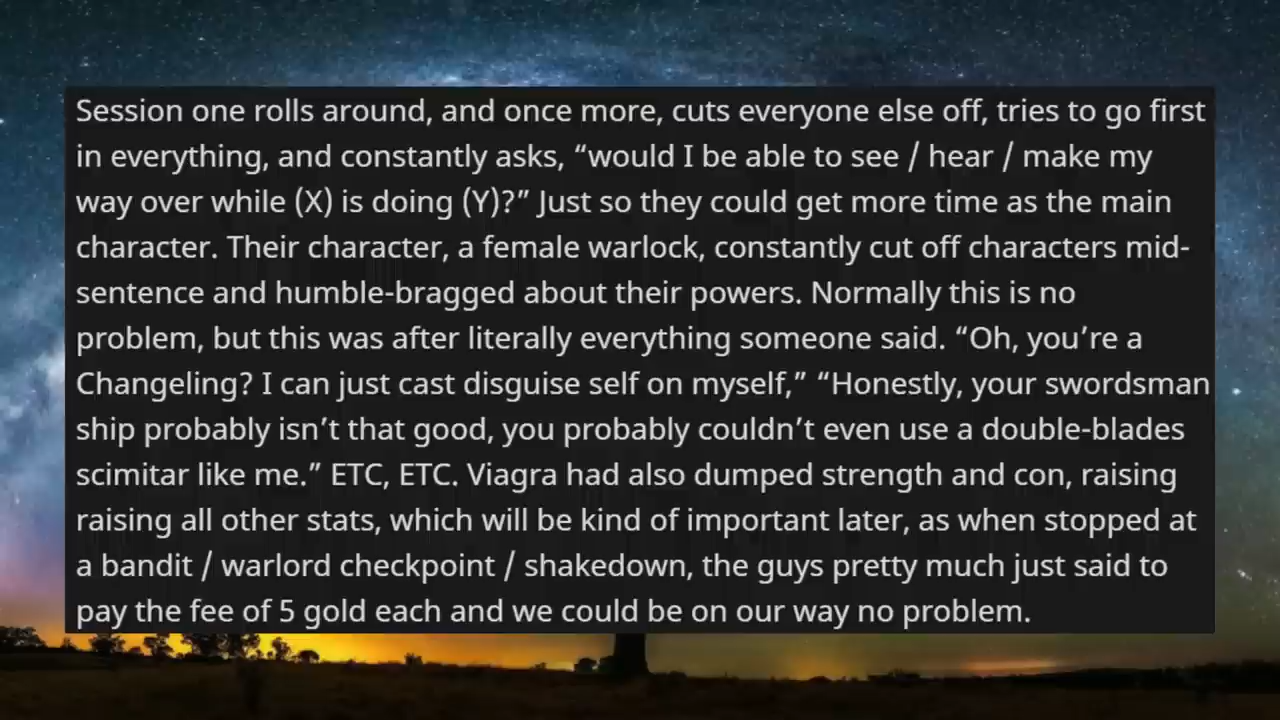 Session one rolls around, and once more, cuts everyone else off, tries to go first
in everything, and constantly asks, “would I be able to see / hear / make my
way over while (X) is doing (Y)?” Just so they could get more time as the main
character. Their character, a female warlock, constantly cut off characters mid-
sentence and humble-bragged about their powers. Normally this is no
problem, but this was after literally everything someone said. “Oh, you’re a
Changeling? I can just cast disguise self on myself,” “Honestly, your swordsman
ship probably isn’t that good, you probably couldn’t even use a double-blades
scimitar like me.” ETC, ETC. Viagra had also dumped strength and con, raising
raising all other stats, which will be kind of important later, as when stopped at
a bandit / warlord checkpoint / shakedown, the guys pretty much just said to
pay the fee of 5 gold each and we could be on our way no problem.